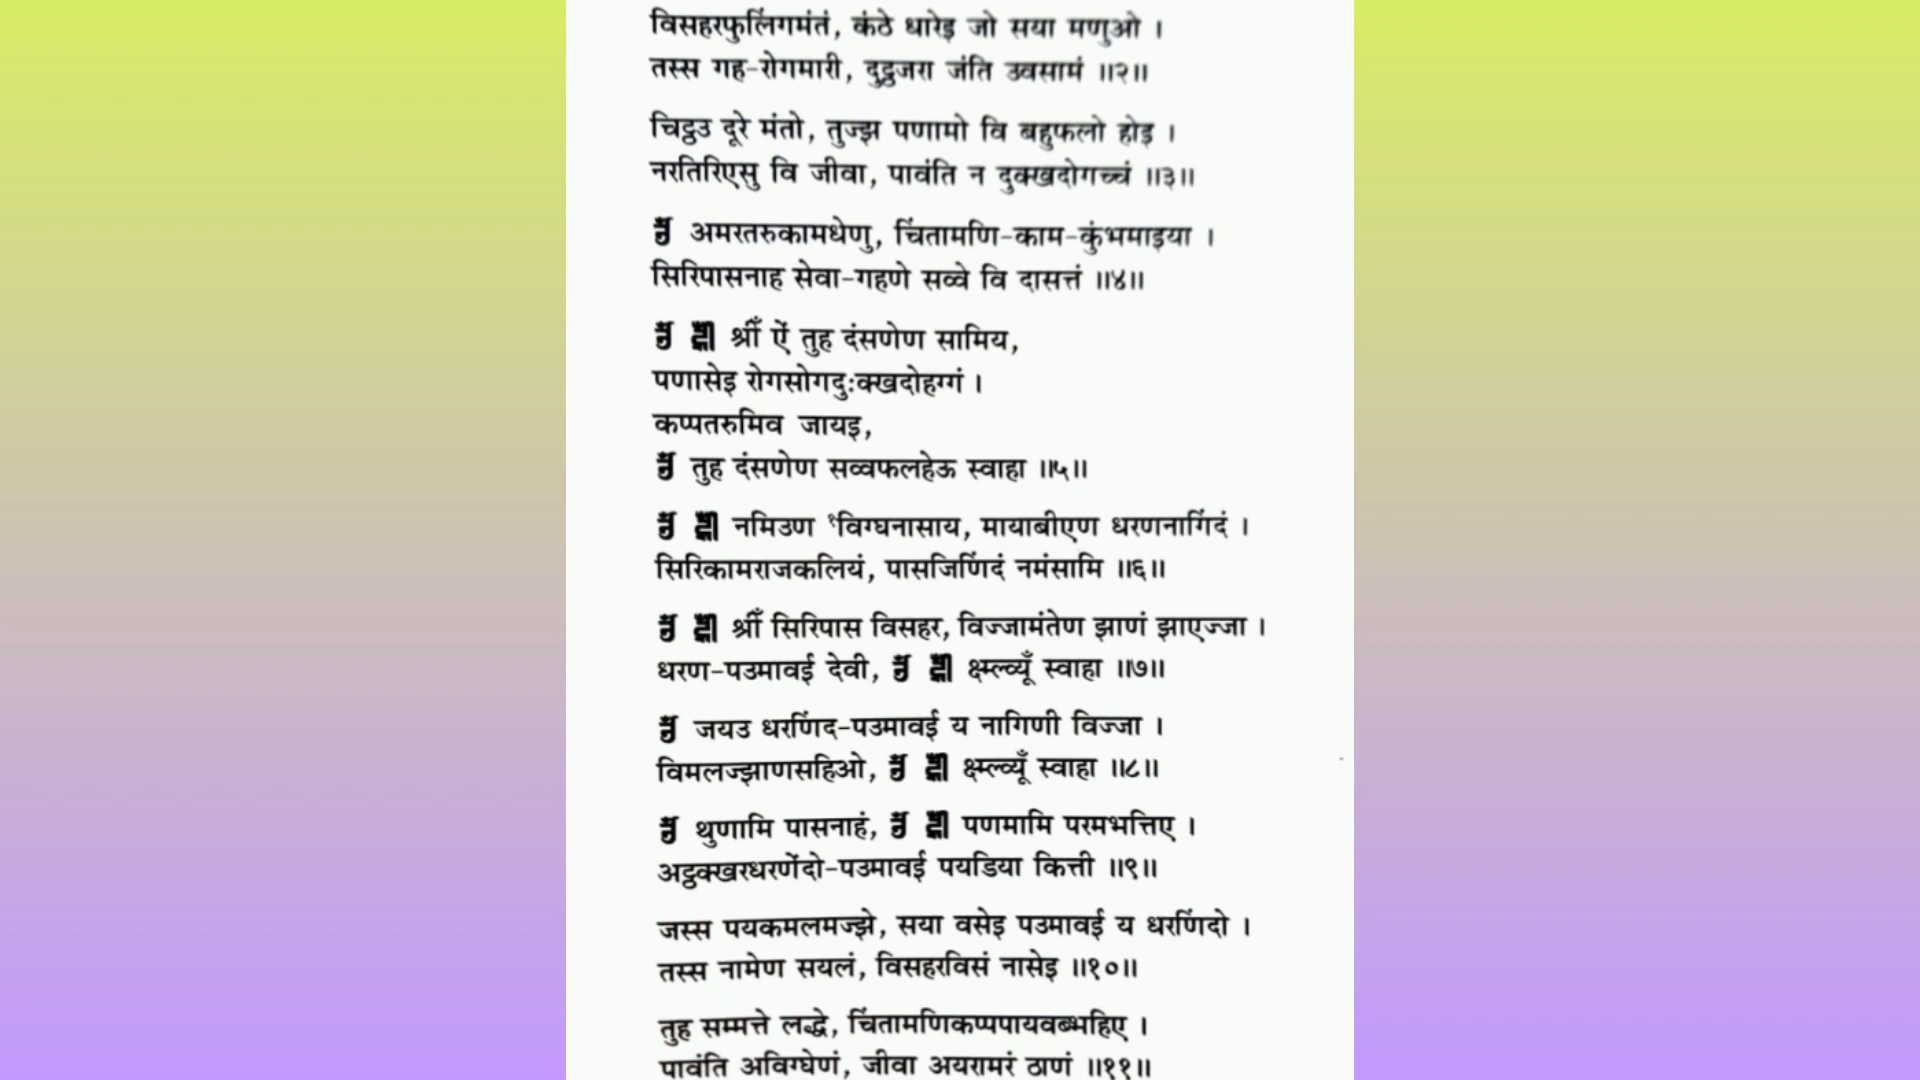 विसहरफुलिंगमंतं, कंठे धारेइ जो सया मणुओ ।
तस्स गह-रोगमारी, दुट्ठजरा जंति उवसामं ॥२॥
चिट्ठउ दूरे मंतो, तुज्झ पणामो वि बहुफलो होइ ।
नरतिरिएसु वि जीवा, पावंति न दुक्खदोगच्चं ॥३॥
ॐ अमरतरुकामधेणु, चिंतामणि-काम-कुंभमाइया ।
सिरिपासनाह सेवा-गहणे सव्वे वि दासत्तं ॥४॥
ॐ ह्रीँ श्रीँ ऐं तुह दंसणेण सामिय,
पणासेइ रोगसोगदुःक्खदोहग्गं ।
कप्पतरुमिव जायइ,
ॐ तुह दंसणेण सव्वफलहेऊ स्वाहा ॥५॥
ॐ ह्रीँ नमिउण १विग्घनासाय, मायाबीएण धरणनागिंदं ।
सिरिकामराजकलियं, पासजिणिंदं नमंसामि ॥६॥
ॐ ह्रीँ श्रीँ सिरिपास विसहर, विज्जामंतेण झाणं झाएज्जा ।
धरण-पउमावई देवी, ॐ ह्रीँ क्ष्म्ल्व्यूँ स्वाहा ॥७॥
ॐ जयउ धरणिंद-पउमावई य नागिणी विज्जा ।
विमलज्झाणसहिओ, ॐ ह्रीँ क्ष्म्ल्व्यूँ स्वाहा ॥८॥
ॐ थुणामि पासनाहं, ॐ ह्रीँ पणमामि परमभत्तिए ।
अट्ठक्खरधरणेंदो-पउमावई पयडिया कित्ती ॥९॥
जस्स पयकमलमज्झे, सया वसेइ पउमावई य धरणिंदो ।
तस्स नामेण सयलं, विसहरविसं नासेइ ॥१०॥
तुह सम्मत्ते लद्धे, चिंतामणिकप्पपायवब्भहिए ।
पावंति अविग्घेणं, जीवा अयरामरं ठाणं ॥११॥